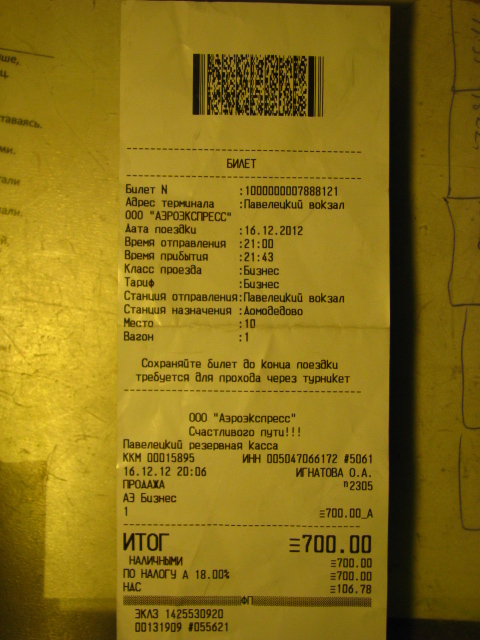 БИЛЕТ
Билет N :1000000007888121
Адрес терминала :Павелецкий вокзал
ООО "АЭРОЭКСПРЕСС"
Дата поездки :16.12.2012
Время отправления :21:00
Время прибытия :21:43
Класс проезда :Бизнес
Тариф :Бизнес
Станция отправления:Павелецкий вокзал
Станция назначения :Домодедово
Место :10
Вагон :1
Сохраняйте билет до конца поездки
требуется для прохода через турникет
ООО "Аэроэкспресс"
Счастливого пути!!!
Павелецкий резервная касса
ККМ 00015895 ИНН 005047066172 #5061
16.12.12 20:06 ИГНАТОВА О.А.
ПРОДАЖА п2305
АЭ Бизнес
1 ≡700.00_А
ИТОГ ≡700.00
НАЛИЧНЫМИ ≡700.00
ПО НАЛОГУ А 18.00% ≡700.00
НДС ≡106.78
ФП
ЭКЛЗ 1425530920
00131909 #055621
таваясь.